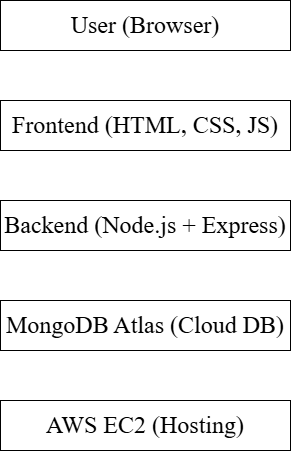 User (Browser)
Frontend (HTML, CSS, JS)
Backend (Node.js + Express)
MongoDB Atlas (Cloud DB)
AWS EC2 (Hosting)